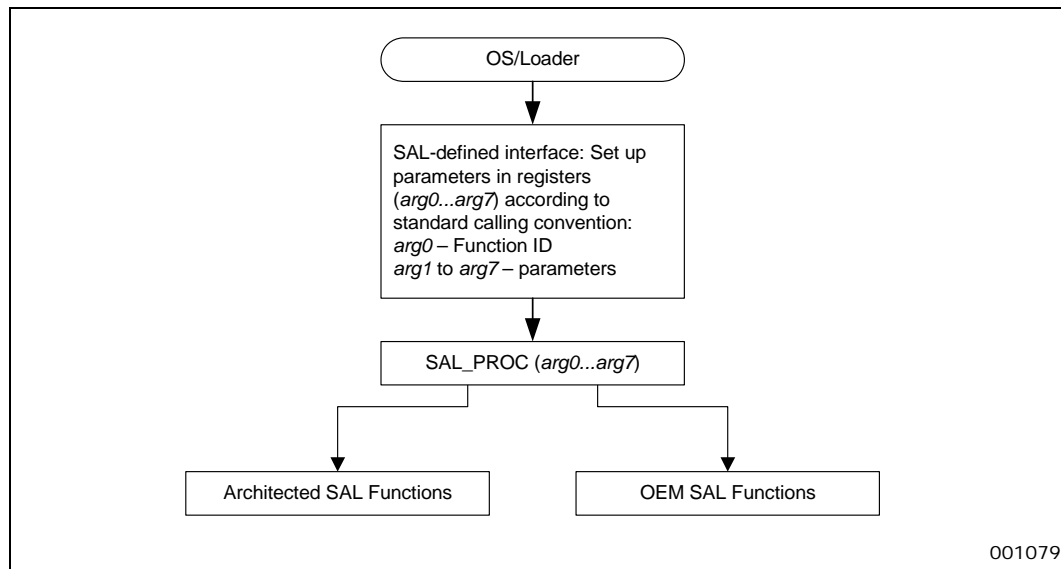 OS/Loader
SAL-defined interface: Set up
parameters in registers
(arg0...arg7) according to
standard calling convention:
arg0 – Function ID
arg1 to arg7 – parameters
SAL_PROC (arg0...arg7)
Architected SAL Functions
OEM SAL Functions
001079